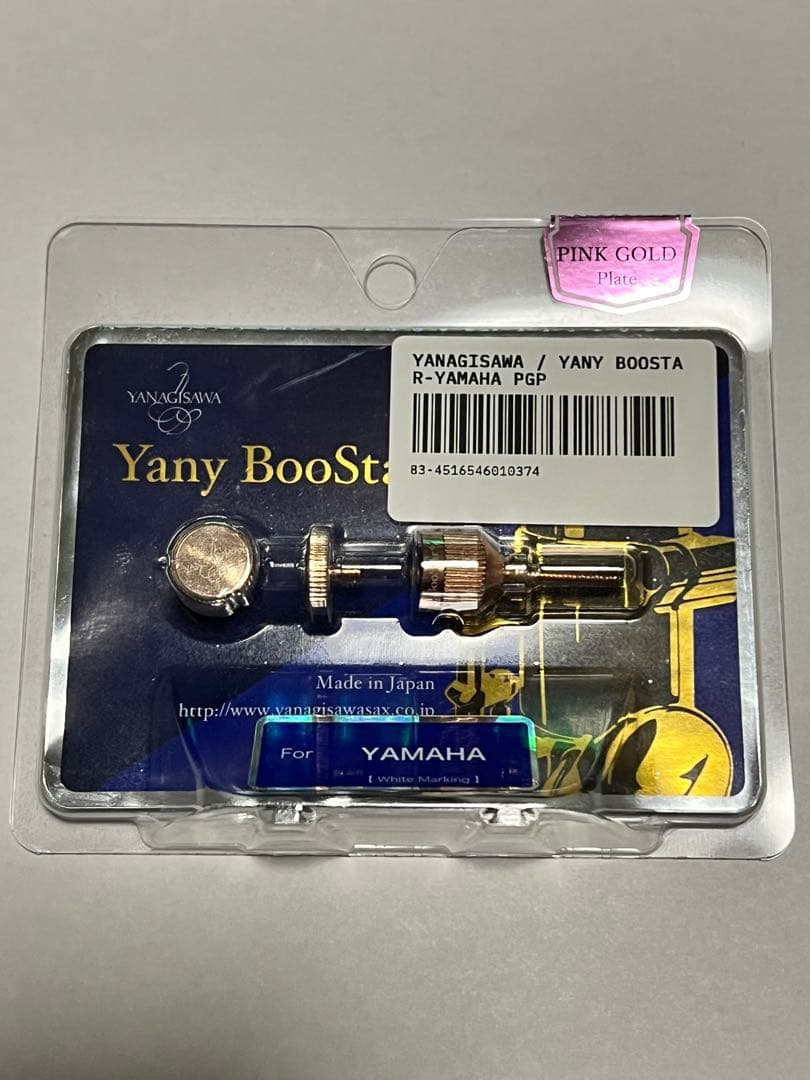 PINK GOLD
Plate
YANAGISAWA / YANY BOOSTA
R-YAMAHA PGP
83-4516546010374
YANAGISAWA
Yany BooSta
Made in Japan
http://www.yanagisawasax.co.jp
For YAMAHA
[ White Marking ]